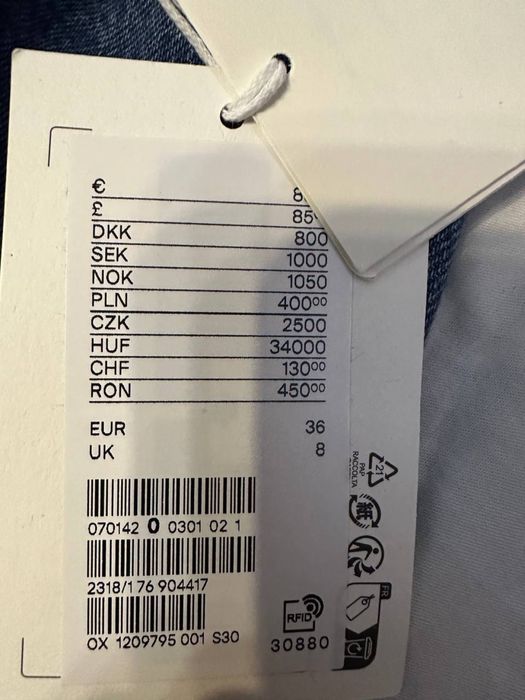 €
£ 85
DKK 800
SEK 1000
NOK 1050
PLN 400⁰⁰
CZK 2500
HUF 34000
CHF 130⁰⁰
RON 450⁰⁰
EUR 36
UK 8
070142 0 0301 02 1
2318/176 904417
OX 1209795 001 S30
RFID
30880
21
PAP
RACCOLTA
紙
FR